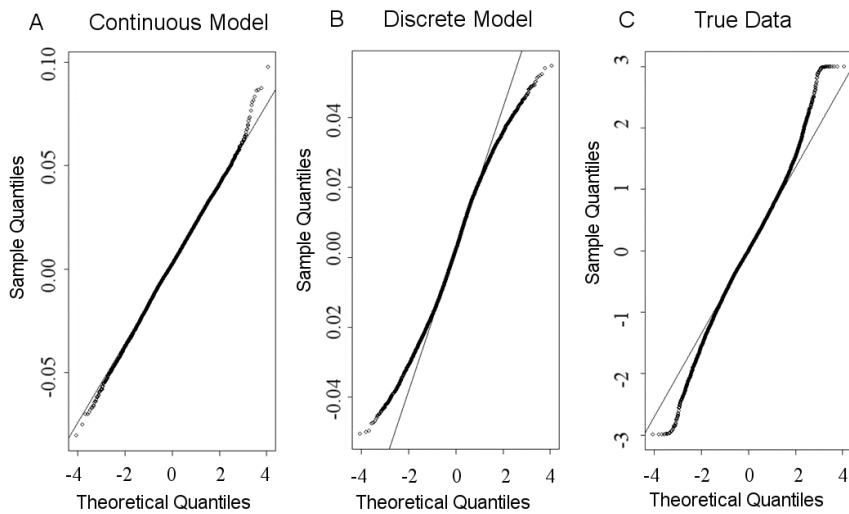 A Continuous Model
B Discrete Model
C True Data
Sample Quantiles
0.10
0.05
0.00
-0.05
-4 -2 0 2 4
Theoretical Quantiles
Sample Quantiles
0.04
0.02
0.00
0.02
-0.04
-4 -2 0 2 4
Theoretical Quantiles
Sample Quantiles
3
2
1
0
-1
-2
-3
-4 -2 0 2 4
Theoretical Quantiles